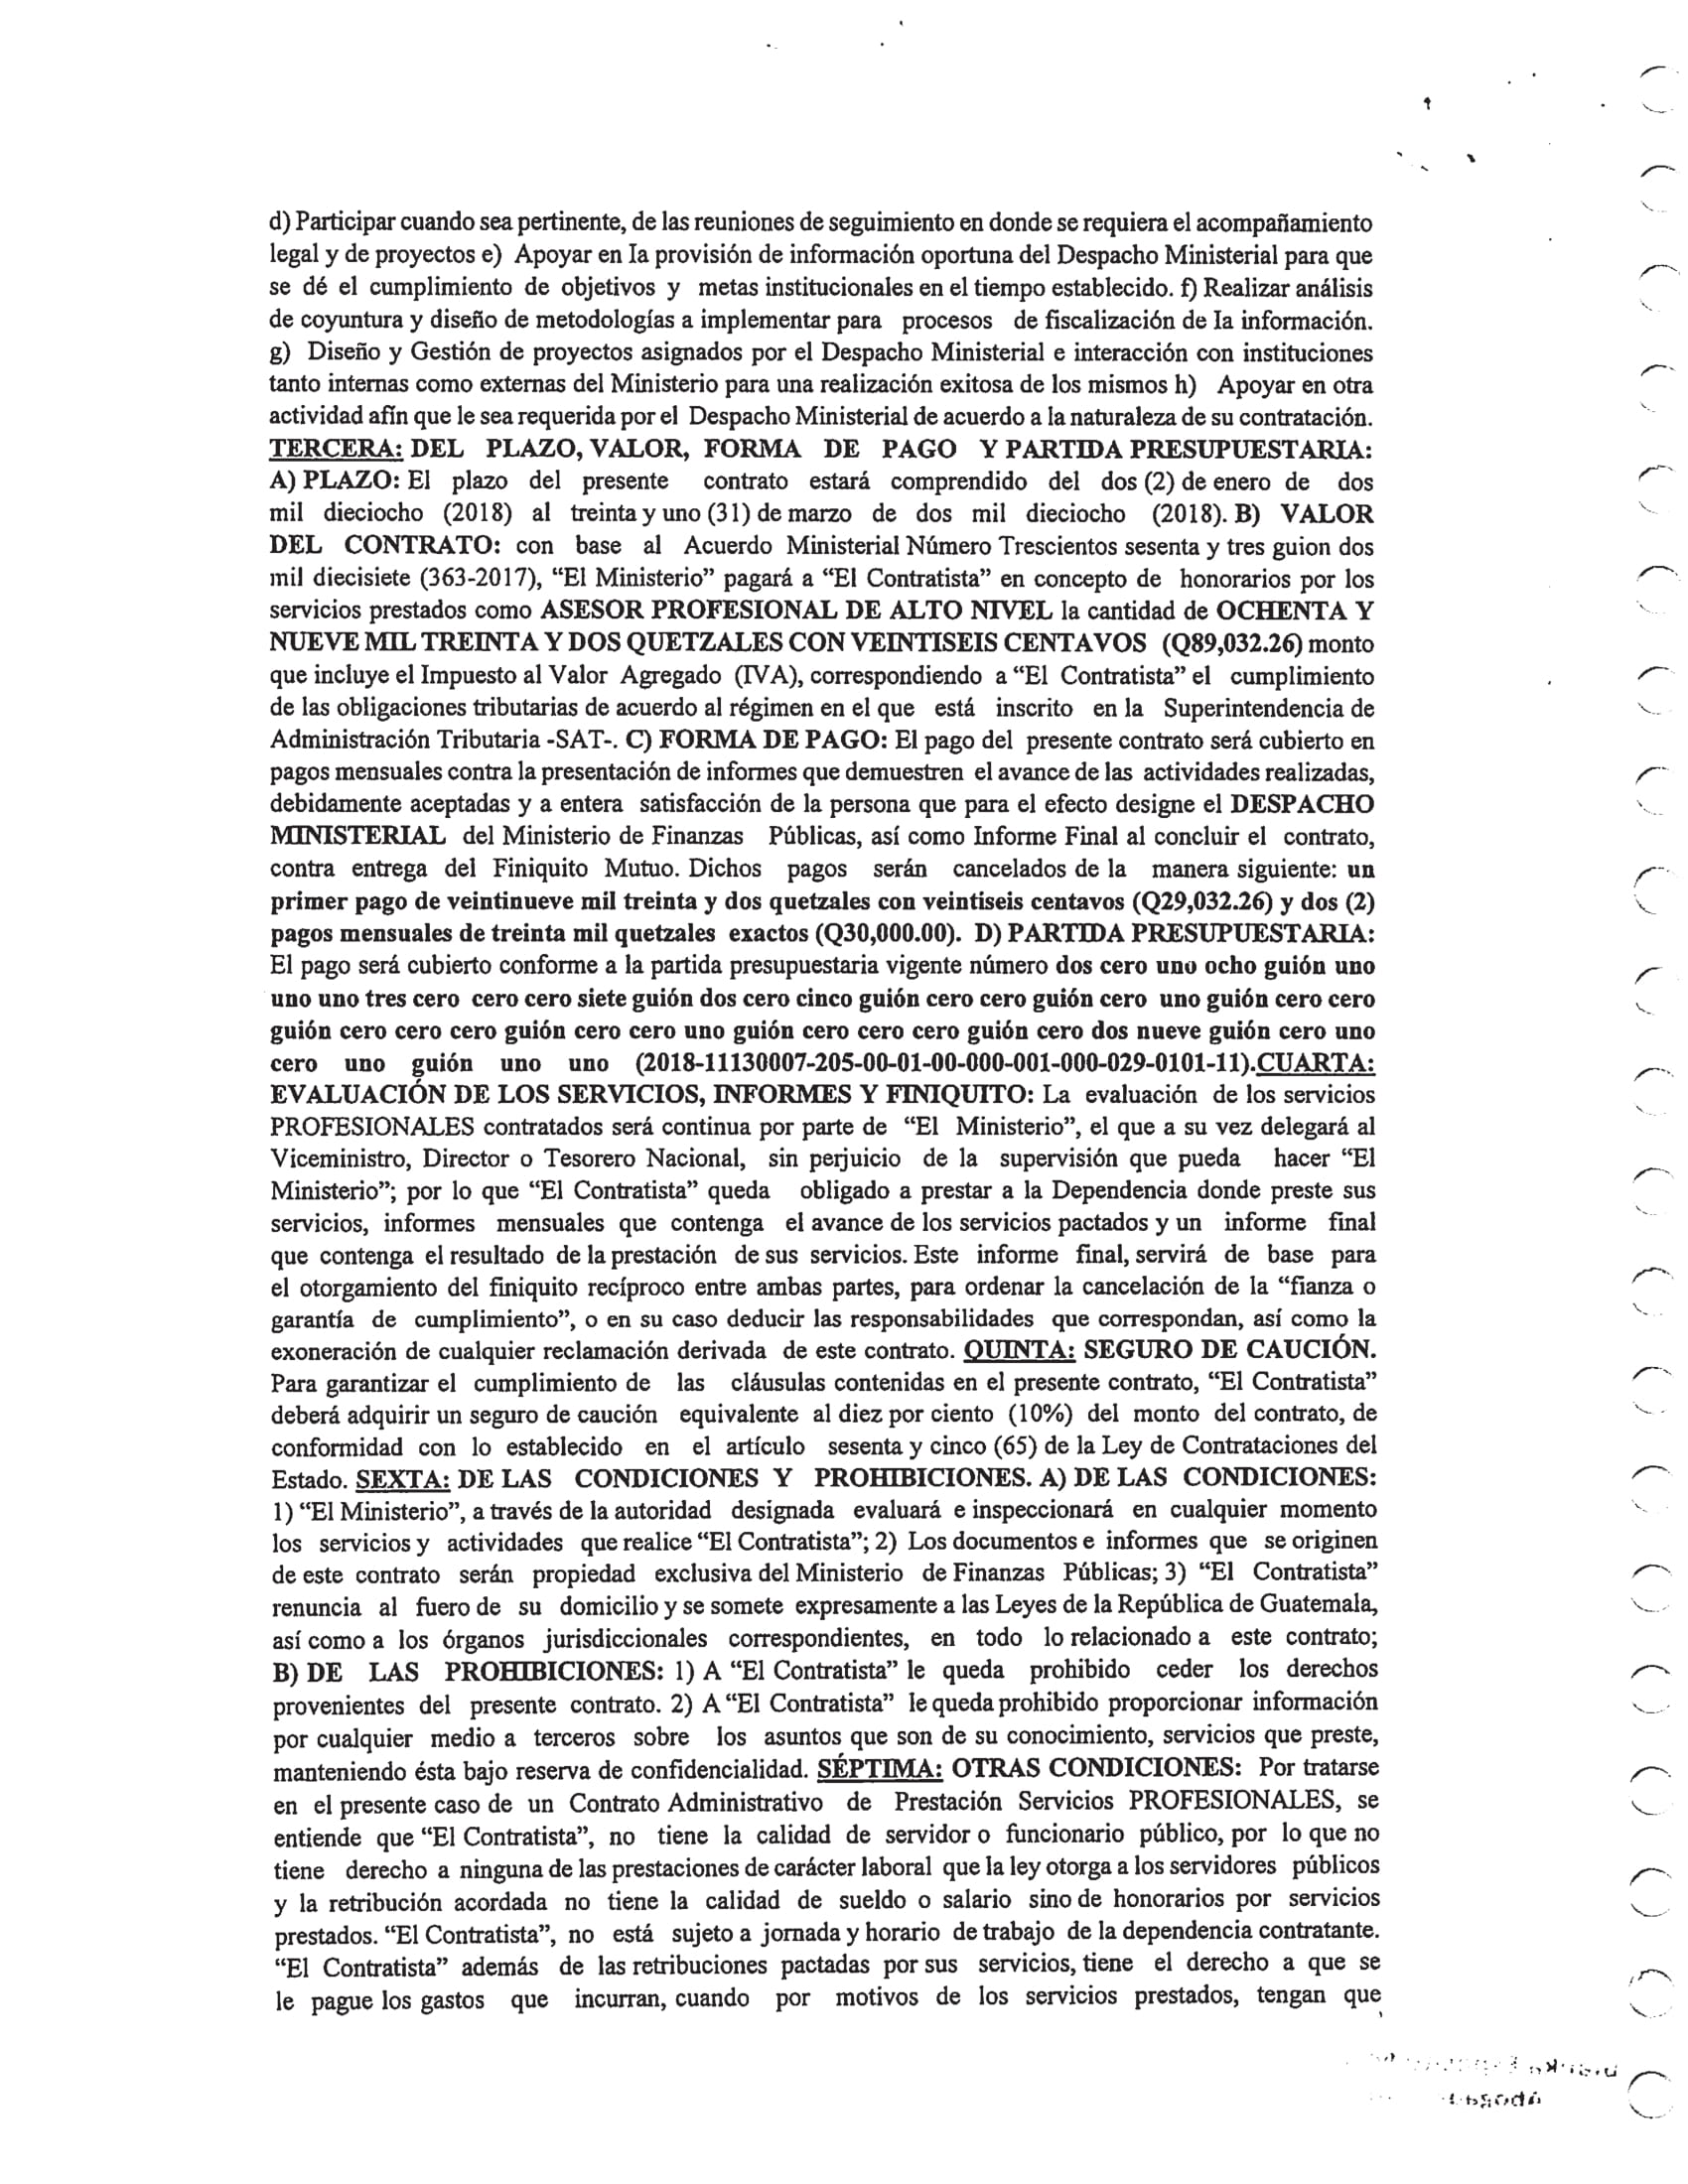 d) Participar cuando sea pertinente, de las reuniones de seguimiento en donde se requiera el acompañamiento
legal y de proyectos e) Apoyar en Ia provisión de información oportuna del Despacho Ministerial para que
se dé el cumplimiento de objetivos y metas institucionales en el tiempo establecido. f) Realizar análisis
de coyuntura y diseño de metodologías a implementar para procesos de fiscalización de Ia información.
g) Diseño y Gestión de proyectos asignados por el Despacho Ministerial e interacción con instituciones
tanto internas como externas del Ministerio para una realización exitosa de los mismos h) Apoyar en otra
actividad afín que le sea requerida por el Despacho Ministerial de acuerdo a la naturaleza de su contratación.
TERCERA: DEL PLAZO, VALOR, FORMA DE PAGO Y PARTIDA PRESUPUESTARIA:
A) PLAZO: El plazo del presente contrato estará comprendido del dos (2) de enero de dos
mil dieciocho (2018) al treinta y uno (31) de marzo de dos mil dieciocho (2018). B) VALOR
DEL CONTRATO: con base al Acuerdo Ministerial Número Trescientos sesenta y tres guion dos
mil diecisiete (363-2017), “El Ministerio” pagará a “El Contratista” en concepto de honorarios por los
servicios prestados como ASESOR PROFESIONAL DE ALTO NIVEL la cantidad de OCHENTA Y
NUEVE MIL TREINTA Y DOS QUETZALES CON VEINTISEIS CENTAVOS (Q89,032.26) monto
que incluye el Impuesto al Valor Agregado (IVA), correspondiendo a “El Contratista” el cumplimiento
de las obligaciones tributarias de acuerdo al régimen en el que está inscrito en la Superintendencia de
Administración Tributaria -SAT-. C) FORMA DE PAGO: El pago del presente contrato será cubierto en
pagos mensuales contra la presentación de informes que demuestren el avance de las actividades realizadas,
debidamente aceptadas y a entera satisfacción de la persona que para el efecto designe el DESPACHO
MINISTERIAL del Ministerio de Finanzas Públicas, así como Informe Final al concluir el contrato,
contra entrega del Finiquito Mutuo. Dichos pagos serán cancelados de la manera siguiente: un
primer pago de veintinueve mil treinta y dos quetzales con veintiseis centavos (Q29,032.26) y dos (2)
pagos mensuales de treinta mil quetzales exactos (Q30,000.00). D) PARTIDA PRESUPUESTARIA:
El pago será cubierto conforme a la partida presupuestaria vigente número dos cero uno ocho guión uno
uno uno tres cero cero cero siete guión dos cero cinco guión cero cero guión cero uno guión cero cero
guión cero cero cero guión cero cero uno guión cero cero cero guión cero dos nueve guión cero uno
cero uno guión uno uno (2018-11130007-205-00-01-00-000-001-000-029-0101-11).CUARTA:
EVALUACIÓN DE LOS SERVICIOS, INFORMES Y FINIQUITO: La evaluación de los servicios
PROFESIONALES contratados será continua por parte de “El Ministerio”, el que a su vez delegará al
Viceministro, Director o Tesorero Nacional, sin perjuicio de la supervisión que pueda hacer “El
Ministerio”; por lo que “El Contratista” queda obligado a prestar a la Dependencia donde preste sus
servicios, informes mensuales que contenga el avance de los servicios pactados y un informe final
que contenga el resultado de la prestación de sus servicios. Este informe final, servirá de base para
el otorgamiento del finiquito recíproco entre ambas partes, para ordenar la cancelación de la “fianza o
garantía de cumplimiento”, o en su caso deducir las responsabilidades que correspondan, así como la
exoneración de cualquier reclamación derivada de este contrato. QUINTA: SEGURO DE CAUCIÓN.
Para garantizar el cumplimiento de las cláusulas contenidas en el presente contrato, “El Contratista”
deberá adquirir un seguro de caución equivalente al diez por ciento (10%) del monto del contrato, de
conformidad con lo establecido en el artículo sesenta y cinco (65) de la Ley de Contrataciones del
Estado. SEXTA: DE LAS CONDICIONES Y PROHIBICIONES. A) DE LAS CONDICIONES:
1) “El Ministerio”, a través de la autoridad designada evaluará e inspeccionará en cualquier momento
los servicios y actividades que realice “El Contratista”; 2) Los documentos e informes que se originen
de este contrato serán propiedad exclusiva del Ministerio de Finanzas Públicas; 3) “El Contratista”
renuncia al fuero de su domicilio y se somete expresamente a las Leyes de la República de Guatemala,
así como a los órganos jurisdiccionales correspondientes, en todo lo relacionado a este contrato;
B) DE LAS PROHIBICIONES: 1) A “El Contratista” le queda prohibido ceder los derechos
provenientes del presente contrato. 2) A “El Contratista” le queda prohibido proporcionar información
por cualquier medio a terceros sobre los asuntos que son de su conocimiento, servicios que preste,
manteniendo ésta bajo reserva de confidencialidad. SÉPTIMA: OTRAS CONDICIONES: Por tratarse
en el presente caso de un Contrato Administrativo de Prestación Servicios PROFESIONALES, se
entiende que “El Contratista”, no tiene la calidad de servidor o funcionario público, por lo que no
tiene derecho a ninguna de las prestaciones de carácter laboral que la ley otorga a los servidores públicos
y la retribución acordada no tiene la calidad de sueldo o salario sino de honorarios por servicios
prestados. “El Contratista”, no está sujeto a jornada y horario de trabajo de la dependencia contratante.
“El Contratista” además de las retribuciones pactadas por sus servicios, tiene el derecho a que se
le pague los gastos que incurran, cuando por motivos de los servicios prestados, tengan que